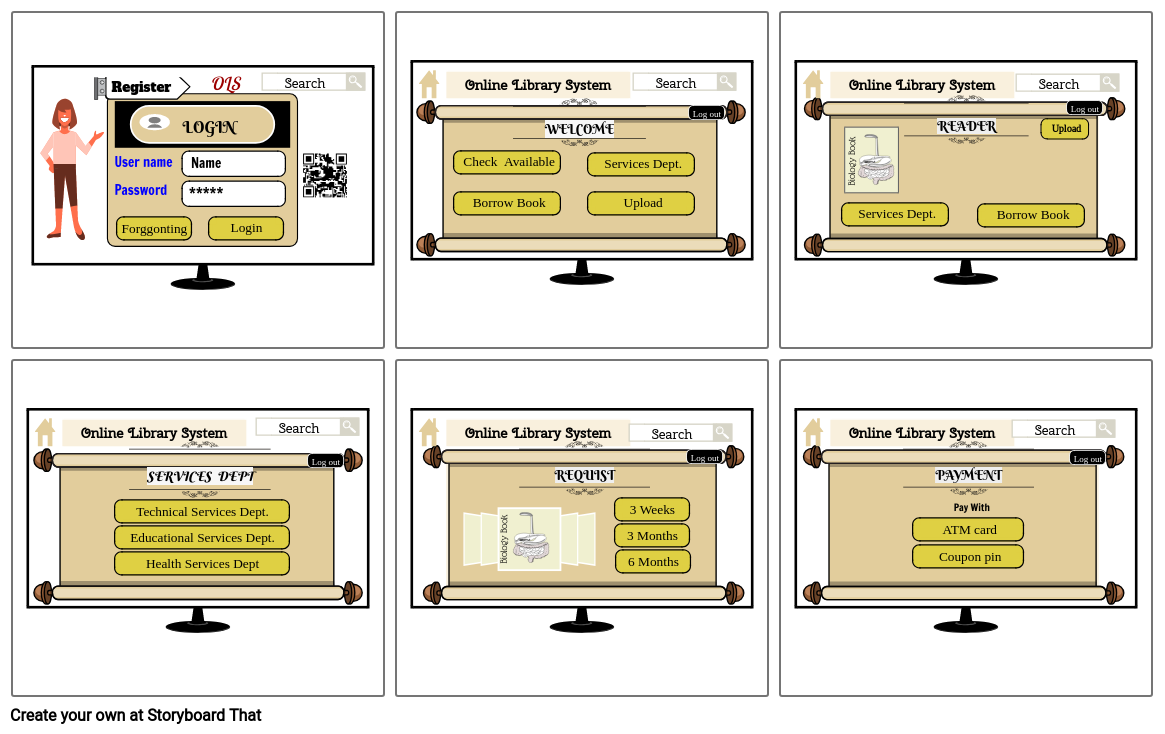 Register
OLS
Search
LOGIN
User name
Name
Password
*****
Forggonting
Login
Online Library System
Search
Log out
WELCOME
Check Available
Services Dept.
Borrow Book
Upload
Online Library System
Search
Log out
READER
Upload
Biology Book
Services Dept.
Borrow Book
Online Library System
Search
Log out
SERVICES DEPT
Technical Services Dept.
Educational Services Dept.
Health Services Dept
Online Library System
Search
Log out
REQUIST
Biology Book
3 Weeks
3 Months
6 Months
Online Library System
Search
Log out
PAYMENT
Pay With
ATM card
Coupon pin
Create your own at Storyboard That